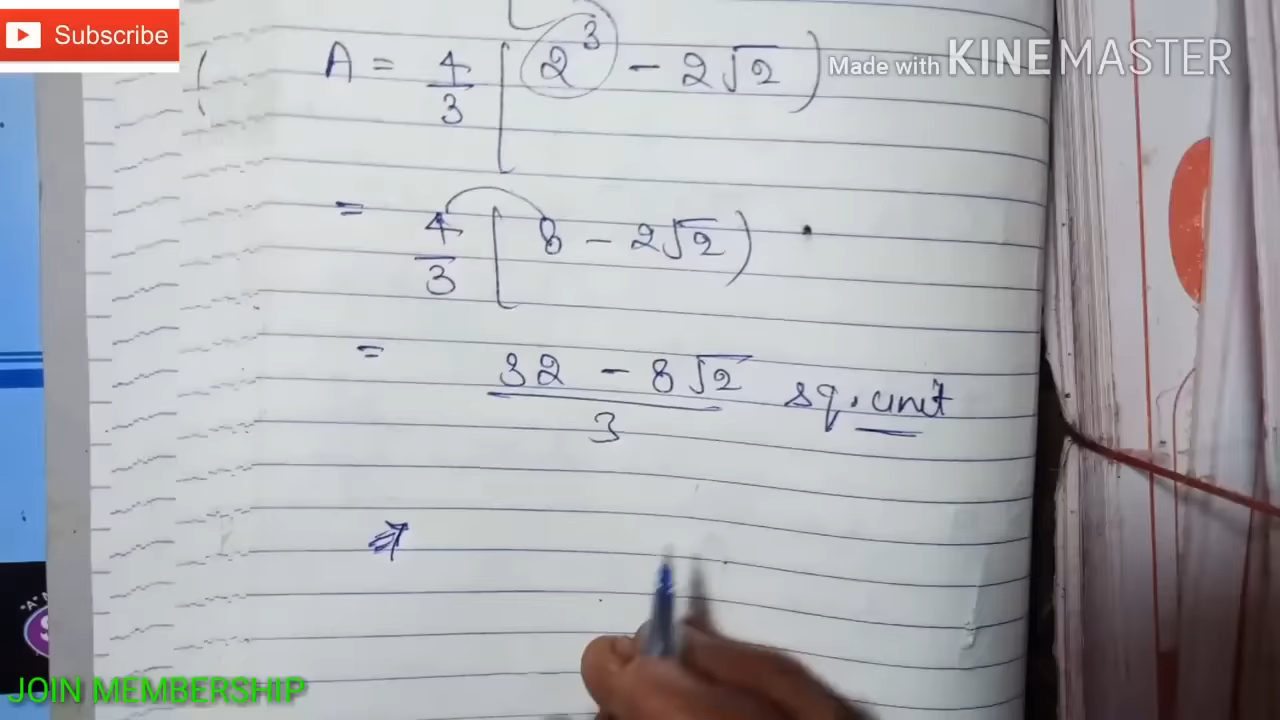 Subscribe
Made with KINEMASTER
A = 4/3 [ 2^3 - 2√2 )
= 4/3 [ 8 - 2√2 )
= 32 - 8√2 / 3 sq. unit
⇒
JOIN MEMBERSHIP